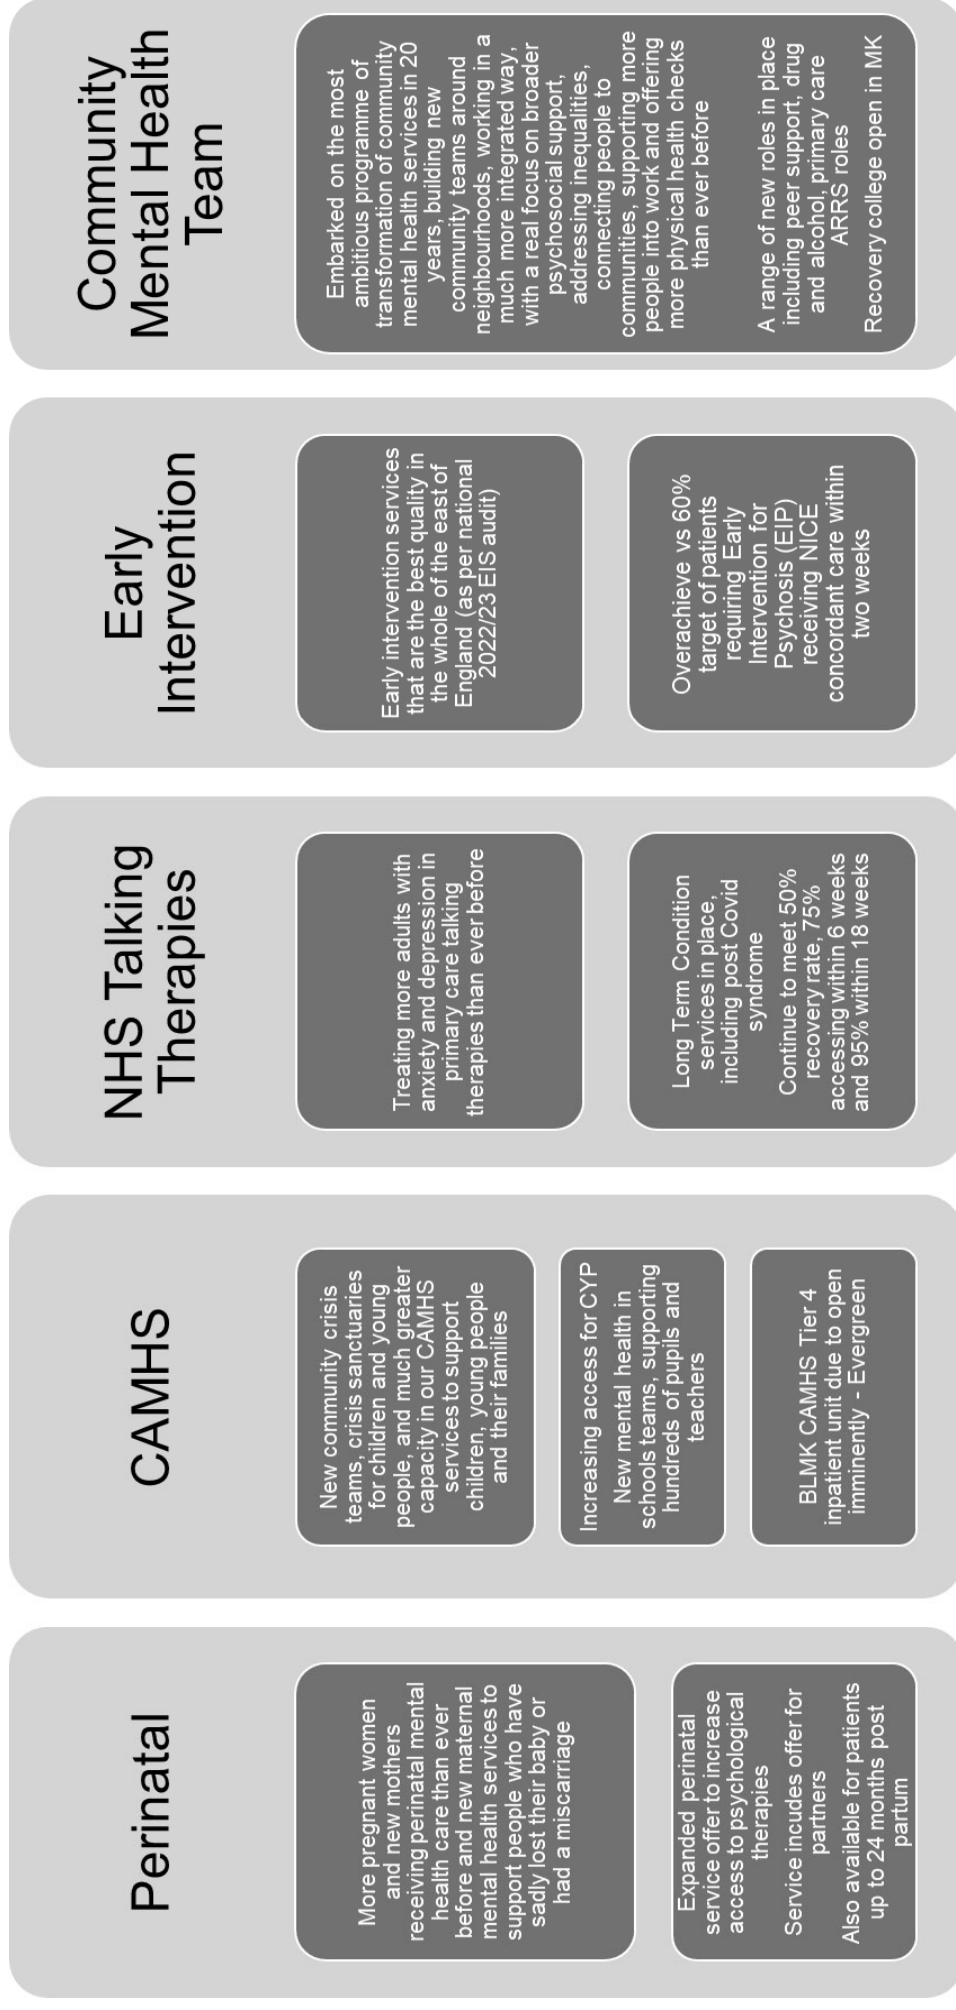 Perinatal
More pregnant women
and new mothers
receiving perinatal mental
health care than ever
before and new maternal
mental health services to
support people who have
sadly lost their baby or
had a miscarriage
Expanded perinatal
service offer to increase
access to psychological
therapies
Service incudes offer for
partners
Also available for patients
up to 24 months post
partum
CAMHS
New community crisis
teams, crisis sanctuaries
for children and young
people, and much greater
capacity in our CAMHS
services to support
children, young people
and their families
Increasing access for CYP
New mental health in
schools teams, supporting
hundreds of pupils and
teachers
BLMK CAMHS Tier 4
inpatient unit due to open
imminently - Evergreen
NHS Talking
Therapies
Treating more adults with
anxiety and depression in
primary care talking
therapies than ever before
Long Term Condition
services in place,
including post Covid
syndrome
Continue to meet 50%
recovery rate, 75%
accessing within 6 weeks
and 95% within 18 weeks
Early
Intervention
Early intervention services
that are the best quality in
the whole of the east of
England (as per national
2022/23 EIS audit)
Overachieve vs 60%
target of patients
requiring Early
Intervention for
Psychosis (EIP)
receiving NICE
concordant care within
two weeks
Community
Mental Health
Team
Embarked on the most
ambitious programme of
transformation of community
mental health services in 20
years, building new
community teams around
neighbourhoods, working in a
much more integrated way,
with a real focus on broader
psychosocial support,
addressing inequalities,
connecting people to
communities, supporting more
people into work and offering
more physical health checks
than ever before
A range of new roles in place
including peer support, drug
and alcohol, primary care
ARRS roles
Recovery college open in MK